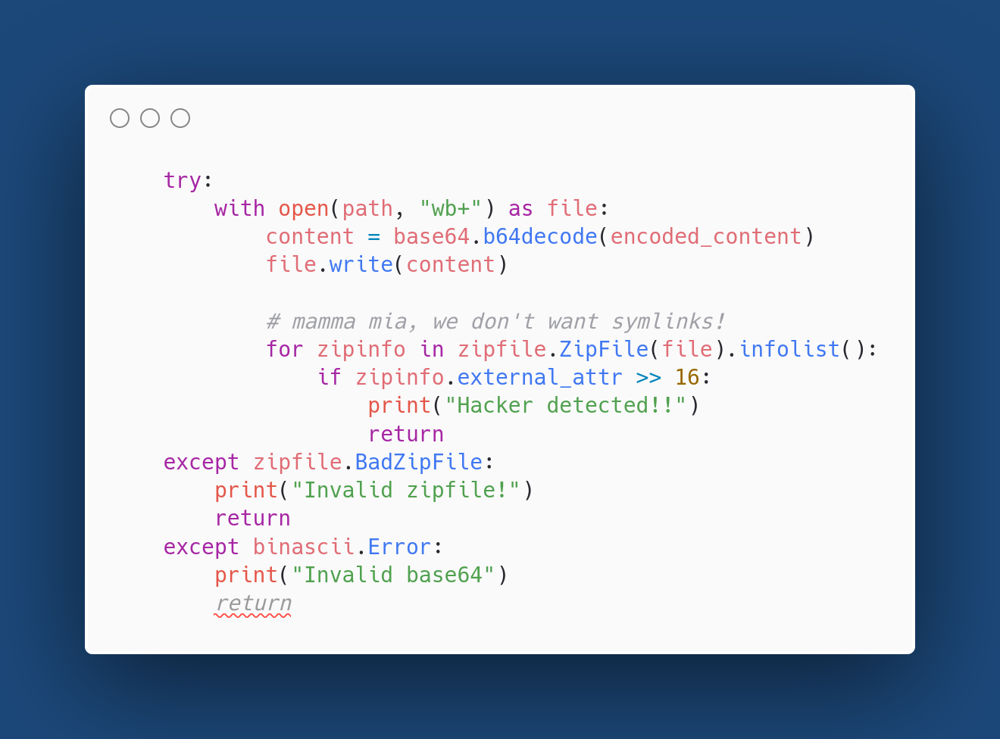 try:
    with open(path, "wb+") as file:
        content = base64.b64decode(encoded_content)
        file.write(content)

        # mamma mia, we don't want symlinks!
        for zipinfo in zipfile.ZipFile(file).infolist():
            if zipinfo.external_attr >> 16:
                print("Hacker detected!!")
                return
except zipfile.BadZipFile:
    print("Invalid zipfile!")
    return
except binascii.Error:
    print("Invalid base64")
    return